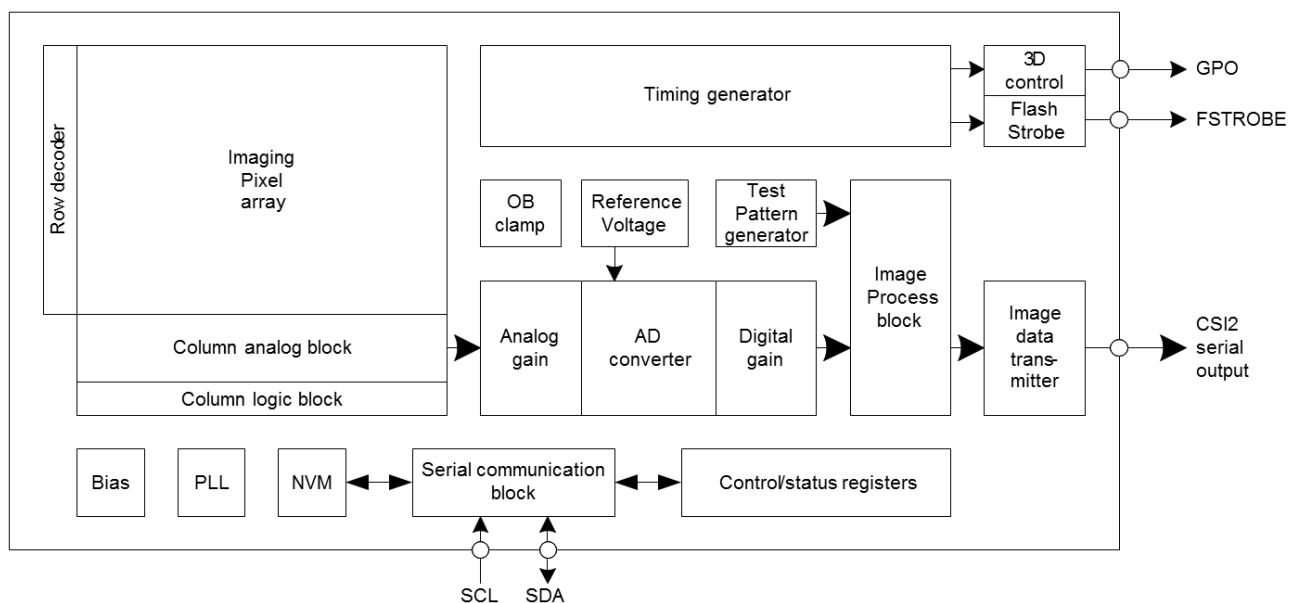 Row decoder
Imaging
Pixel
array
Column analog block
Column logic block
Timing generator
3D
control
Flash
Strobe
GPO
FSTROBE
OB
clamp
Reference
Voltage
Test
Pattern
generator
Analog
gain
AD
converter
Digital
gain
Image
Process
block
Image
data
trans-
mitter
CSI2
serial
output
Bias
PLL
NVM
Serial communication
block
Control/status registers
SCL
SDA